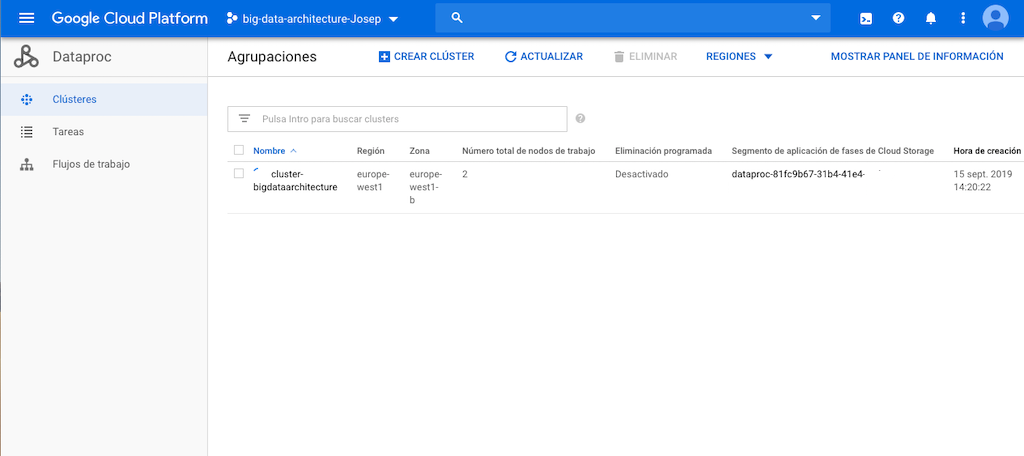 Google Cloud Platform
big-data-architecture-Josep
Dataproc
Agrupaciones
CREAR CLÚSTER
ACTUALIZAR
ELIMINAR
REGIONES
MOSTRAR PANEL DE INFORMACIÓN
Clústeres
Tareas
Flujos de trabajo
Pulsa Intro para buscar clusters
Nombre
Región
Zona
Número total de nodos de trabajo
Eliminación programada
Segmento de aplicación de fases de Cloud Storage
Hora de creación
cluster-
bigdataarchitecture
europe-
west1
europe-
west1-
b
2
Desactivado
dataproc-81fc9b67-31b4-41e4-
15 sept. 2019
14:20:22